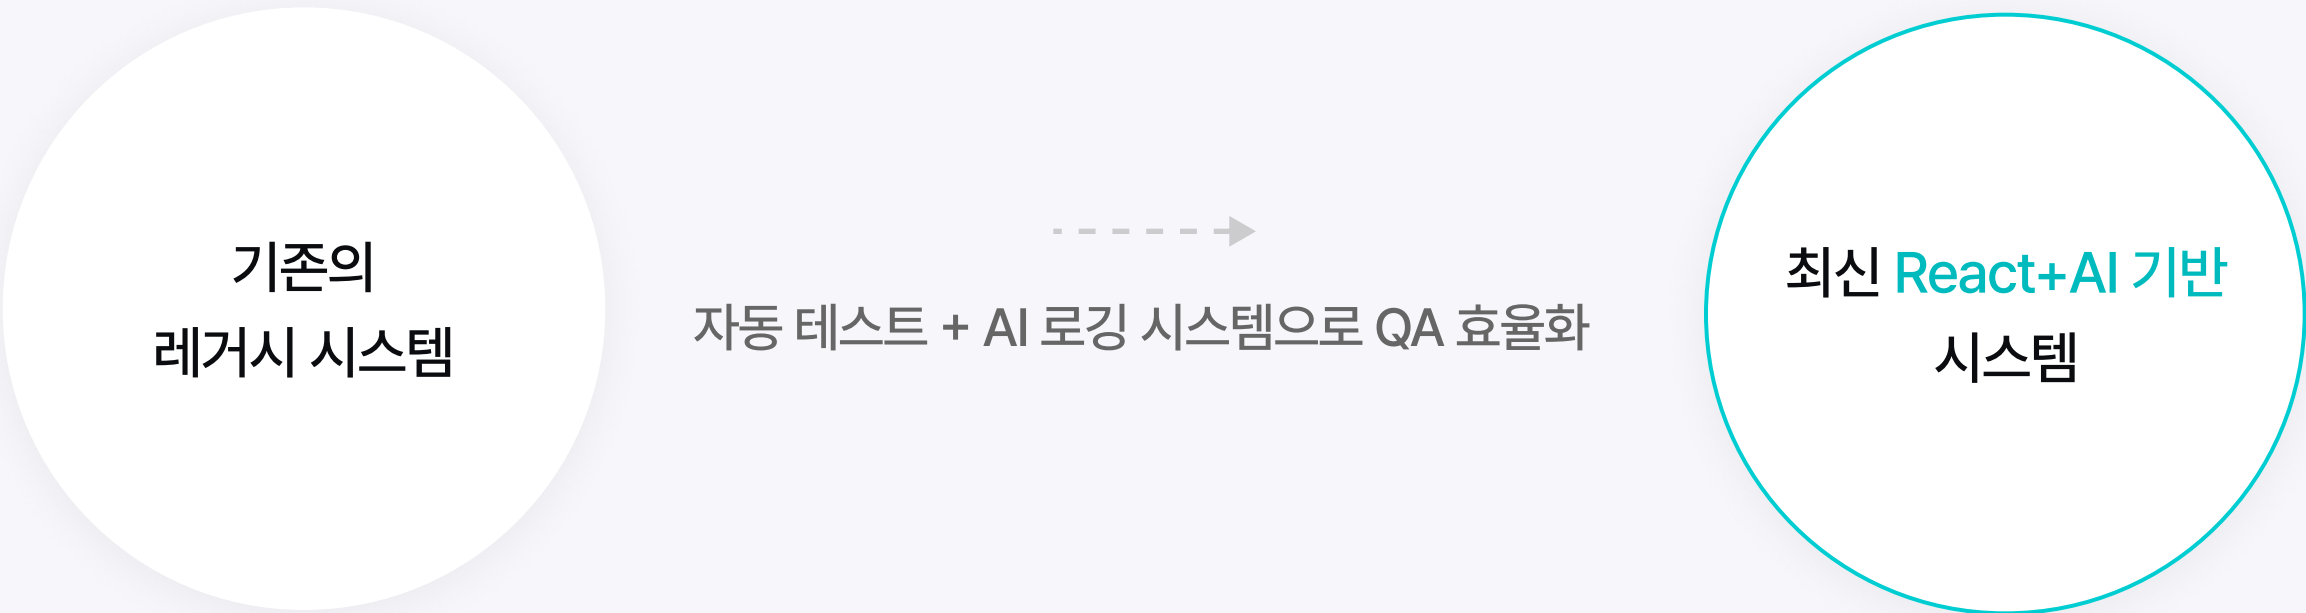 기존의
레거시 시스템
자동 테스트 + AI 로깅 시스템으로 QA 효율화
최신 React+AI 기반
시스템